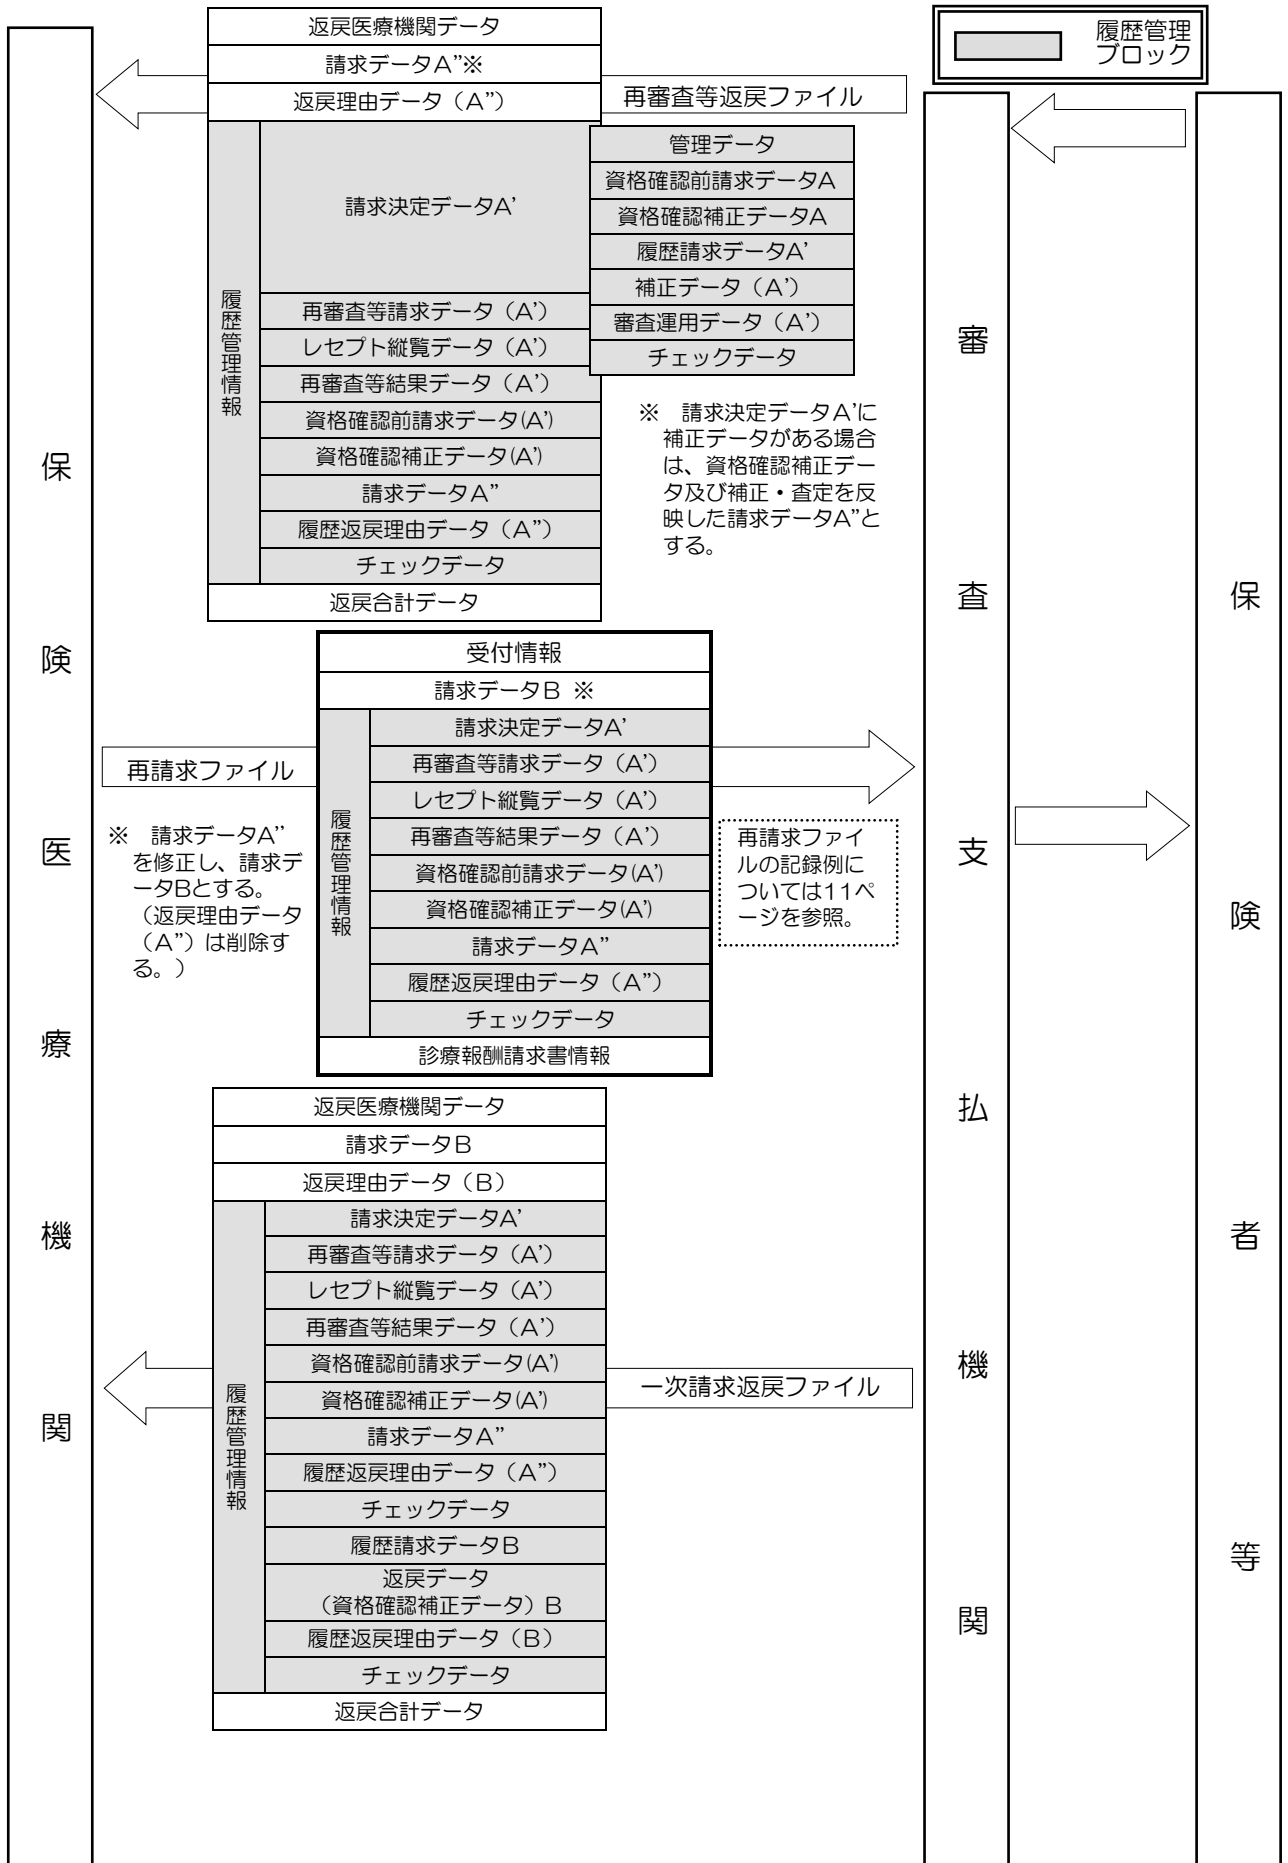 履歴管理
ブロック
保険医療機関
審査支払機関
保険者等
返戻医療機関データ
請求データA”※
返戻理由データ（A”）
再審査等返戻ファイル
履歴管理情報
請求決定データA’
管理データ
資格確認前請求データA
資格確認補正データA
履歴請求データA’
補正データ（A’）
審査運用データ（A’）
チェックデータ
再審査等請求データ（A’）
レセプト縦覧データ（A’）
再審査等結果データ（A’）
資格確認前請求データ(A’)
資格確認補正データ(A’)
請求データA”
履歴返戻理由データ（A”）
チェックデータ
返戻合計データ
※　請求決定データA’に
補正データがある場合
は、資格確認補正デー
タ及び補正・査定を反
映した請求データA”と
する。
受付情報
請求データB ※
履歴管理情報
請求決定データA’
再審査等請求データ（A’）
レセプト縦覧データ（A’）
再審査等結果データ（A’）
資格確認前請求データ(A’)
資格確認補正データ(A’)
請求データA”
履歴返戻理由データ（A”）
チェックデータ
診療報酬請求書情報
再請求ファイル
※　請求データA”
を修正し、請求デ
ータBとする。
（返戻理由データ
（A”）は削除す
る。）
再請求ファイ
ルの記録例に
ついては11ペ
ージを参照。
返戻医療機関データ
請求データB
返戻理由データ（B）
履歴管理情報
請求決定データA’
再審査等請求データ（A’）
レセプト縦覧データ（A’）
再審査等結果データ（A’）
資格確認前請求データ(A’)
資格確認補正データ(A’)
請求データA”
履歴返戻理由データ（A”）
チェックデータ
履歴請求データB
返戻データ
（資格確認補正データ）B
履歴返戻理由データ（B）
チェックデータ
返戻合計データ
一次請求返戻ファイル